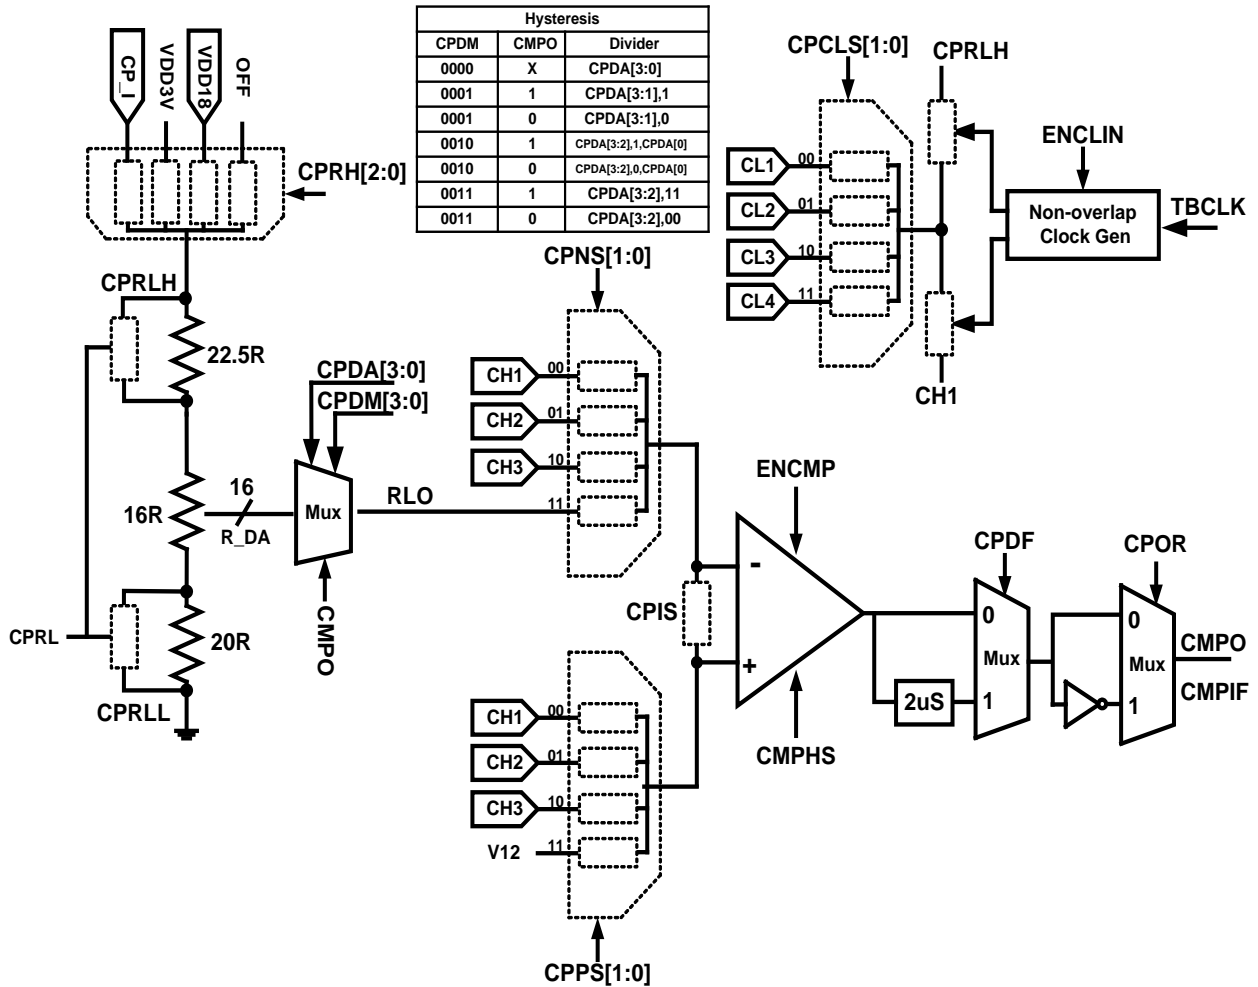 Hysteresis
CPDM CMPO Divider
0000 X CPDA[3:0]
0001 1 CPDA[3:1],1
0001 0 CPDA[3:1],0
0010 1 CPDA[3:2],1,CPDA[0]
0010 0 CPDA[3:2],0,CPDA[0]
0011 1 CPDA[3:2],11
0011 0 CPDA[3:2],00
CP_I
VDD3V
VDD18
OFF
CPRH[2:0]
CPRLH
22.5R
16R
20R
CPRL
CPRLL
16
R_DA
CPDA[3:0]
CPDM[3:0]
Mux
CMPO
RLO
CPNS[1:0]
CH1 00
CH2 01
CH3 10
11
CPIS
CH1 00
CH2 01
CH3 10
V12 11
CPPS[1:0]
CPCLS[1:0]
CL1 00
CL2 01
CL3 10
CL4 11
CPRLH
CH1
ENCLIN
Non-overlap
Clock Gen
TBCLK
ENCMP
-
+
CMPHS
2uS
CPDF
0
Mux
1
CPOR
0
Mux
1
CMPO
CMPIF